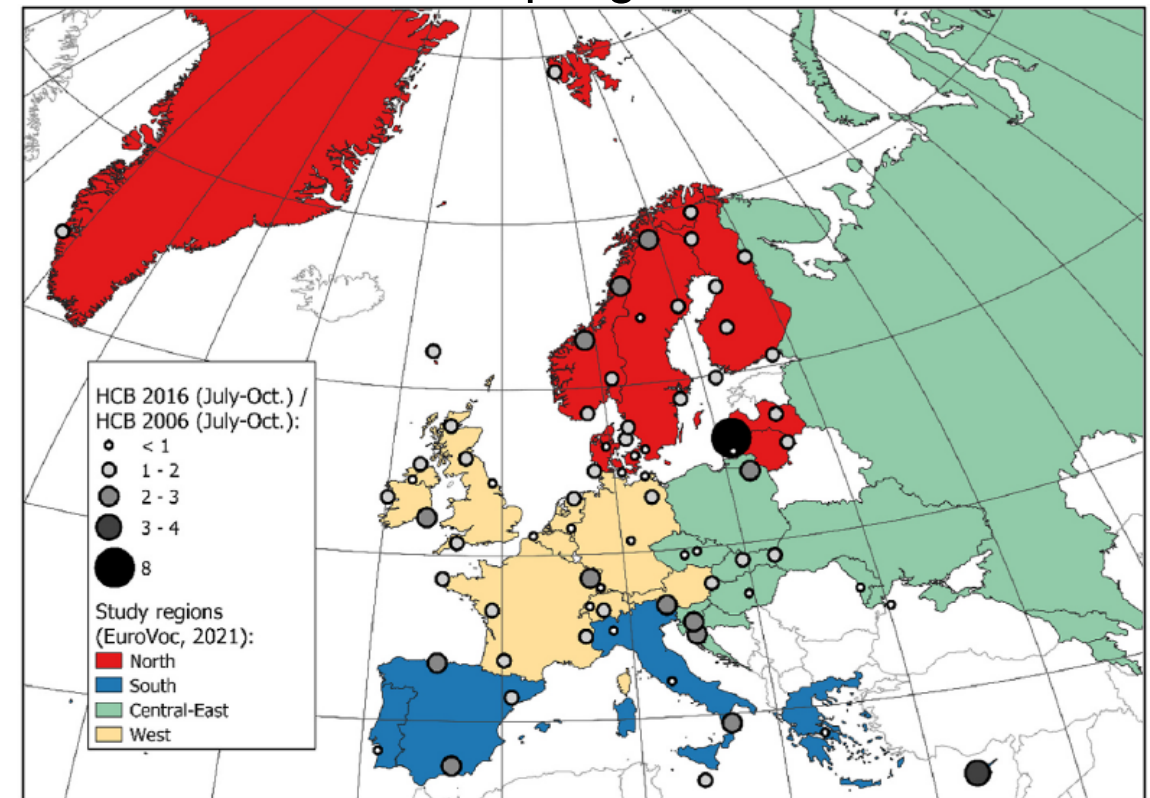 HCB 2016 (July-Oct.) /
HCB 2006 (July-Oct.):
< 1
1 - 2
2 - 3
3 - 4
8
Study regions
(EuroVoc, 2021):
North
South
Central-East
West